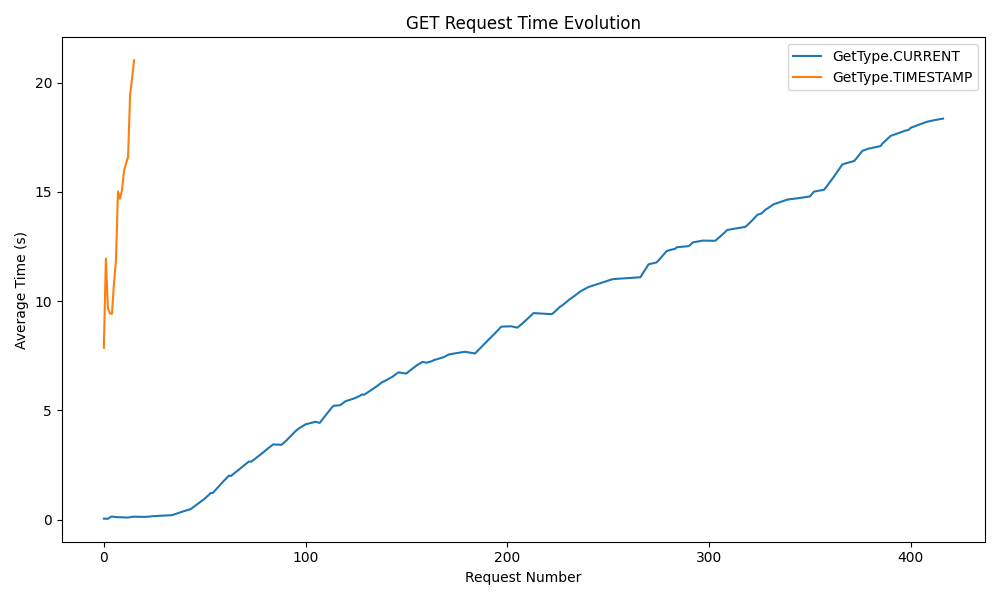 GET Request Time Evolution
GetType.CURRENT
GetType.TIMESTAMP
Average Time (s)
20
15
10
5
0
0 100 200 300 400
Request Number